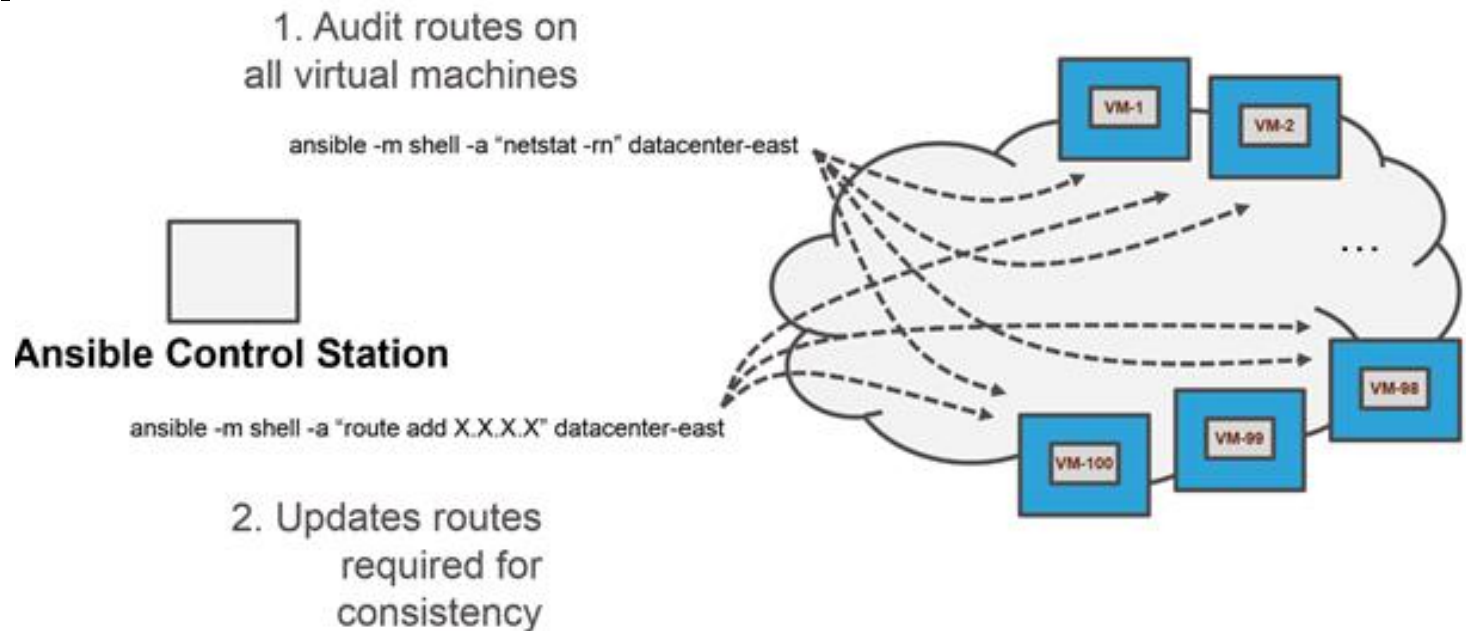 1. Audit routes on
all virtual machines
ansible -m shell -a “netstat -rn” datacenter-east
VM-1
VM-2
...
Ansible Control Station
ansible -m shell -a “route add X.X.X.X” datacenter-east
VM-98
VM-99
VM-100
2. Updates routes
required for
consistency